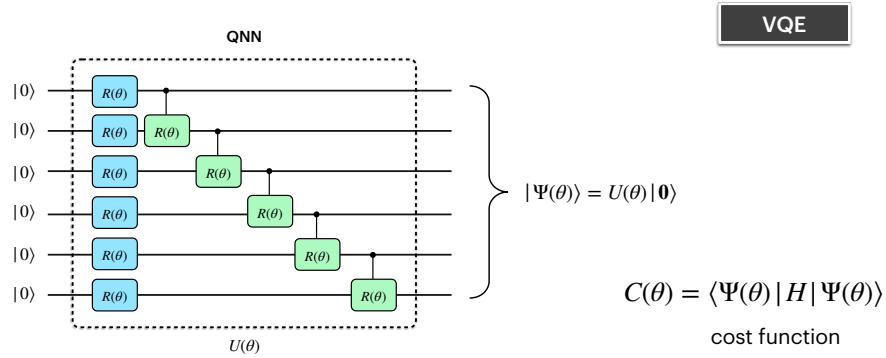 VQE
QNN
|0⟩ R(θ)
|0⟩ R(θ) R(θ)
|0⟩ R(θ) R(θ)
|0⟩ R(θ) R(θ)
|0⟩ R(θ) R(θ)
|0⟩ R(θ) R(θ)
U(θ)
|Ψ(θ)⟩ = U(θ)|𝟎⟩
C(θ) = ⟨Ψ(θ)|H|Ψ(θ)⟩
cost function